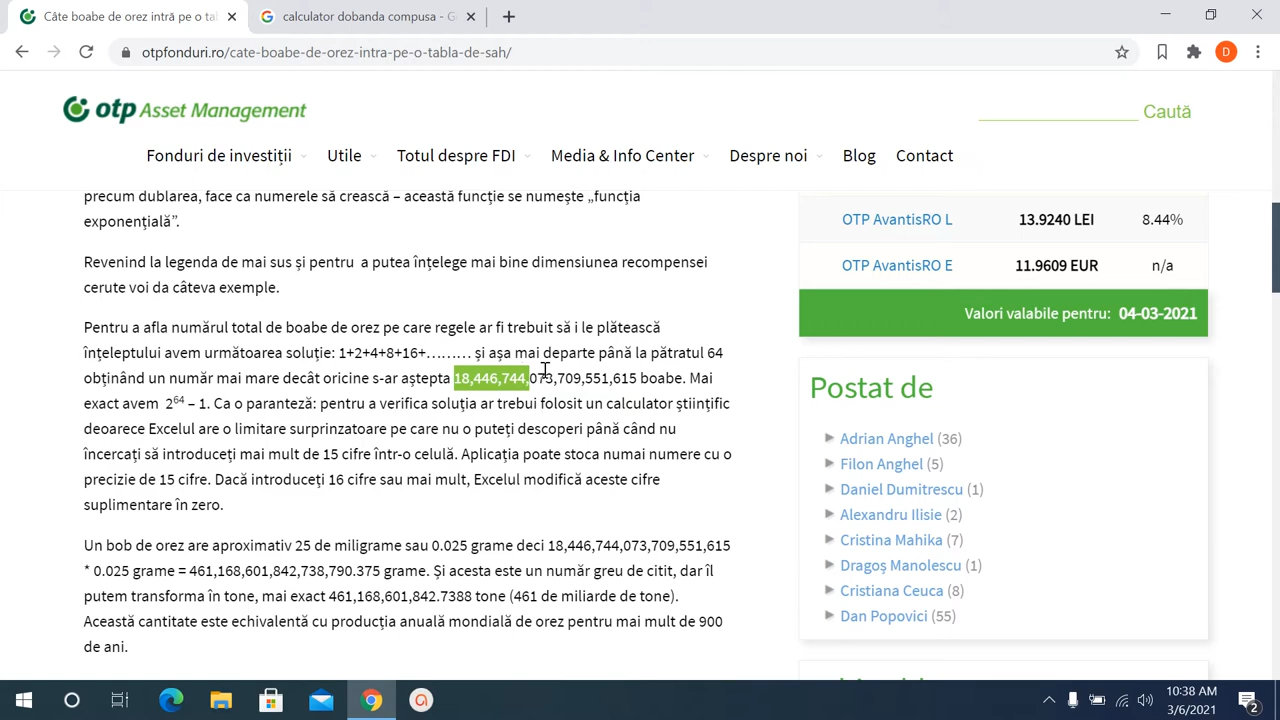 Câte boabe de orez intră pe o ta
calculator dobanda compusa - G
otpfonduri.ro/cate-boabe-de-orez-intra-pe-o-tabla-de-sah/
D
otp Asset Management
Caută
Fonduri de investiții Utile Totul despre FDI Media & Info Center Despre noi Blog Contact
precum dublarea, face ca numerele să crească – această funcție se numește „funcția
exponențială”.
Revenind la legenda de mai sus și pentru a putea înțelege mai bine dimensiunea recompensei
cerute voi da câteva exemple.
Pentru a afla numărul total de boabe de orez pe care regele ar fi trebuit să i le plătească
înțeleptului avem următoarea soluție: 1+2+4+8+16+……… și așa mai departe până la pătratul 64
obținând un număr mai mare decât oricine s-ar aștepta 18,446,744,073,709,551,615 boabe. Mai
exact avem 2^64 – 1. Ca o paranteză: pentru a verifica soluția ar trebui folosit un calculator științific
deoarece Excelul are o limitare surprinzatoare pe care nu o puteți descoperi până când nu
încercați să introduceți mai mult de 15 cifre într-o celulă. Aplicația poate stoca numai numere cu o
precizie de 15 cifre. Dacă introduceți 16 cifre sau mai mult, Excelul modifică aceste cifre
suplimentare în zero.
Un bob de orez are aproximativ 25 de miligrame sau 0.025 grame deci 18,446,744,073,709,551,615
* 0.025 grame = 461,168,601,842,738,790.375 grame. Și acesta este un număr greu de citit, dar îl
putem transforma în tone, mai exact 461,168,601,842.7388 tone (461 de miliarde de tone).
Această cantitate este echivalentă cu producția anuală mondială de orez pentru mai mult de 900
de ani.
OTP AvantisRO L 13.9240 LEI 8.44%
OTP AvantisRO E 11.9609 EUR n/a
Valori valabile pentru: 04-03-2021
Postat de
Adrian Anghel (36)
Filon Anghel (5)
Daniel Dumitrescu (1)
Alexandru Ilisie (2)
Cristina Mahika (7)
Dragoș Manolescu (1)
Cristiana Ceuca (8)
Dan Popovici (55)
10:38 AM
3/6/2021
2